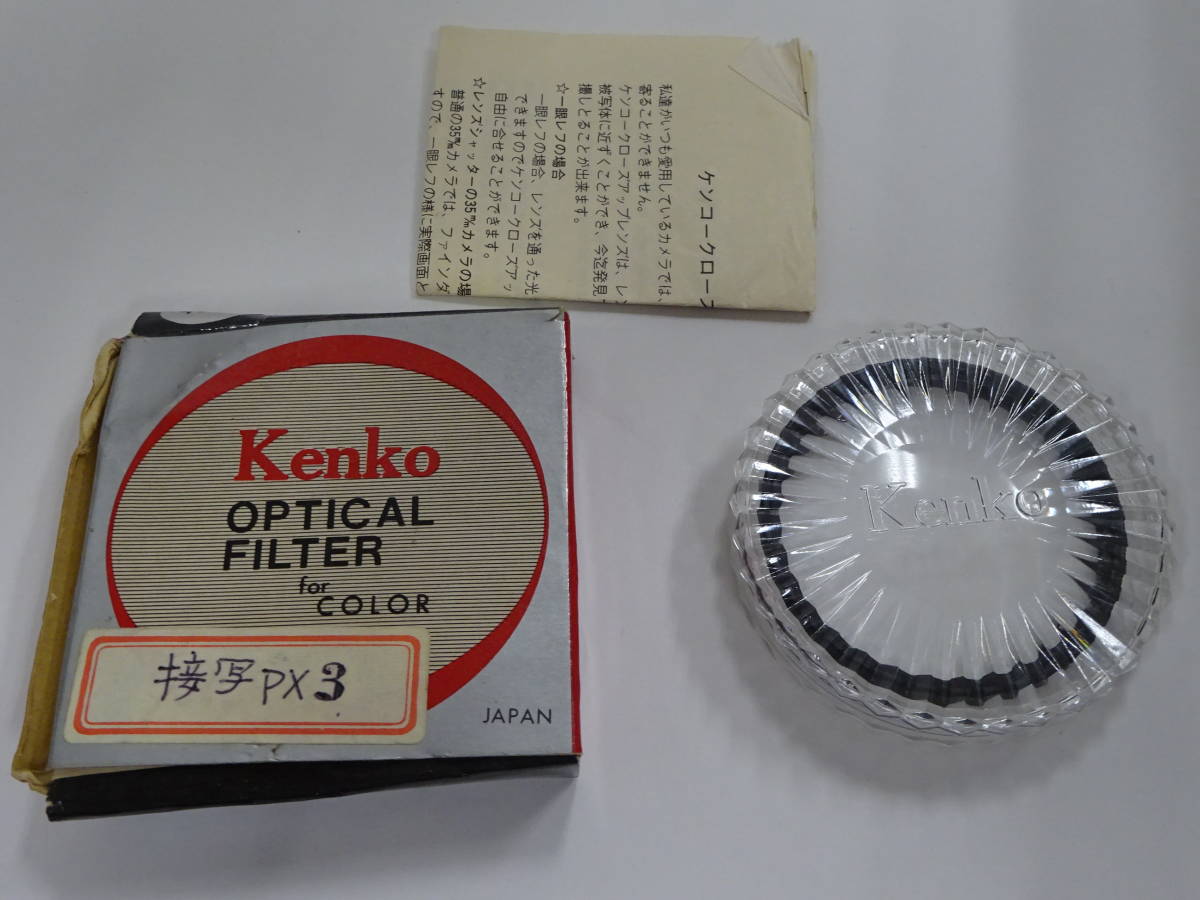 ケンコークローズ
私達がいつも愛用しているカメラでは、
寄ることができません。
ケンコークローズアップレンズは、レン
被写体に近ずくことができ、今迄発見
撮しとることが出来ます。
☆一眼レフの場合
一眼レフの場合、レンズを通った光
できますのでケンコークローズアッ
自由に合せることができます。
☆レンズシャッターの35㎜カメラの場
普通の35㎜カメラでは、ファインダ
すので、一眼レフの様に実際画面と
Kenko
OPTICAL
FILTER
for
COLOR
接写PX3
JAPAN
Kenko